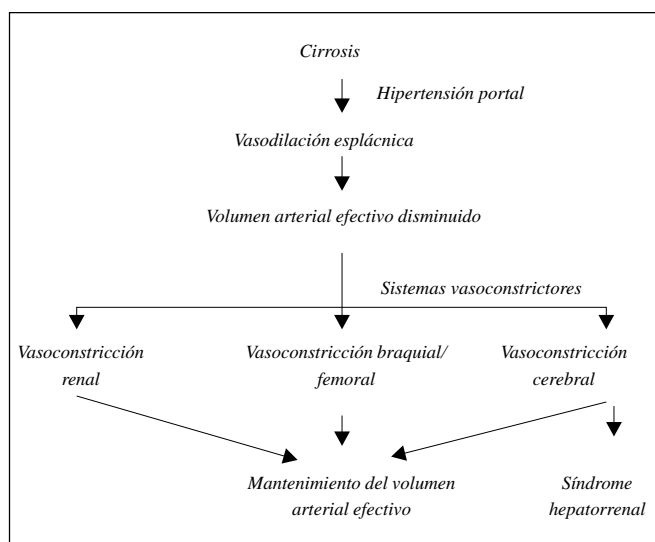 Cirrosis
Hipertensión portal
Vasodilación esplácnica
Volumen arterial efectivo disminuido
Sistemas vasoconstrictores
Vasoconstricción
renal
Vasoconstricción braquial/
femoral
Vasoconstricción
cerebral
Mantenimiento del volumen
arterial efectivo
Síndrome
hepatorrenal